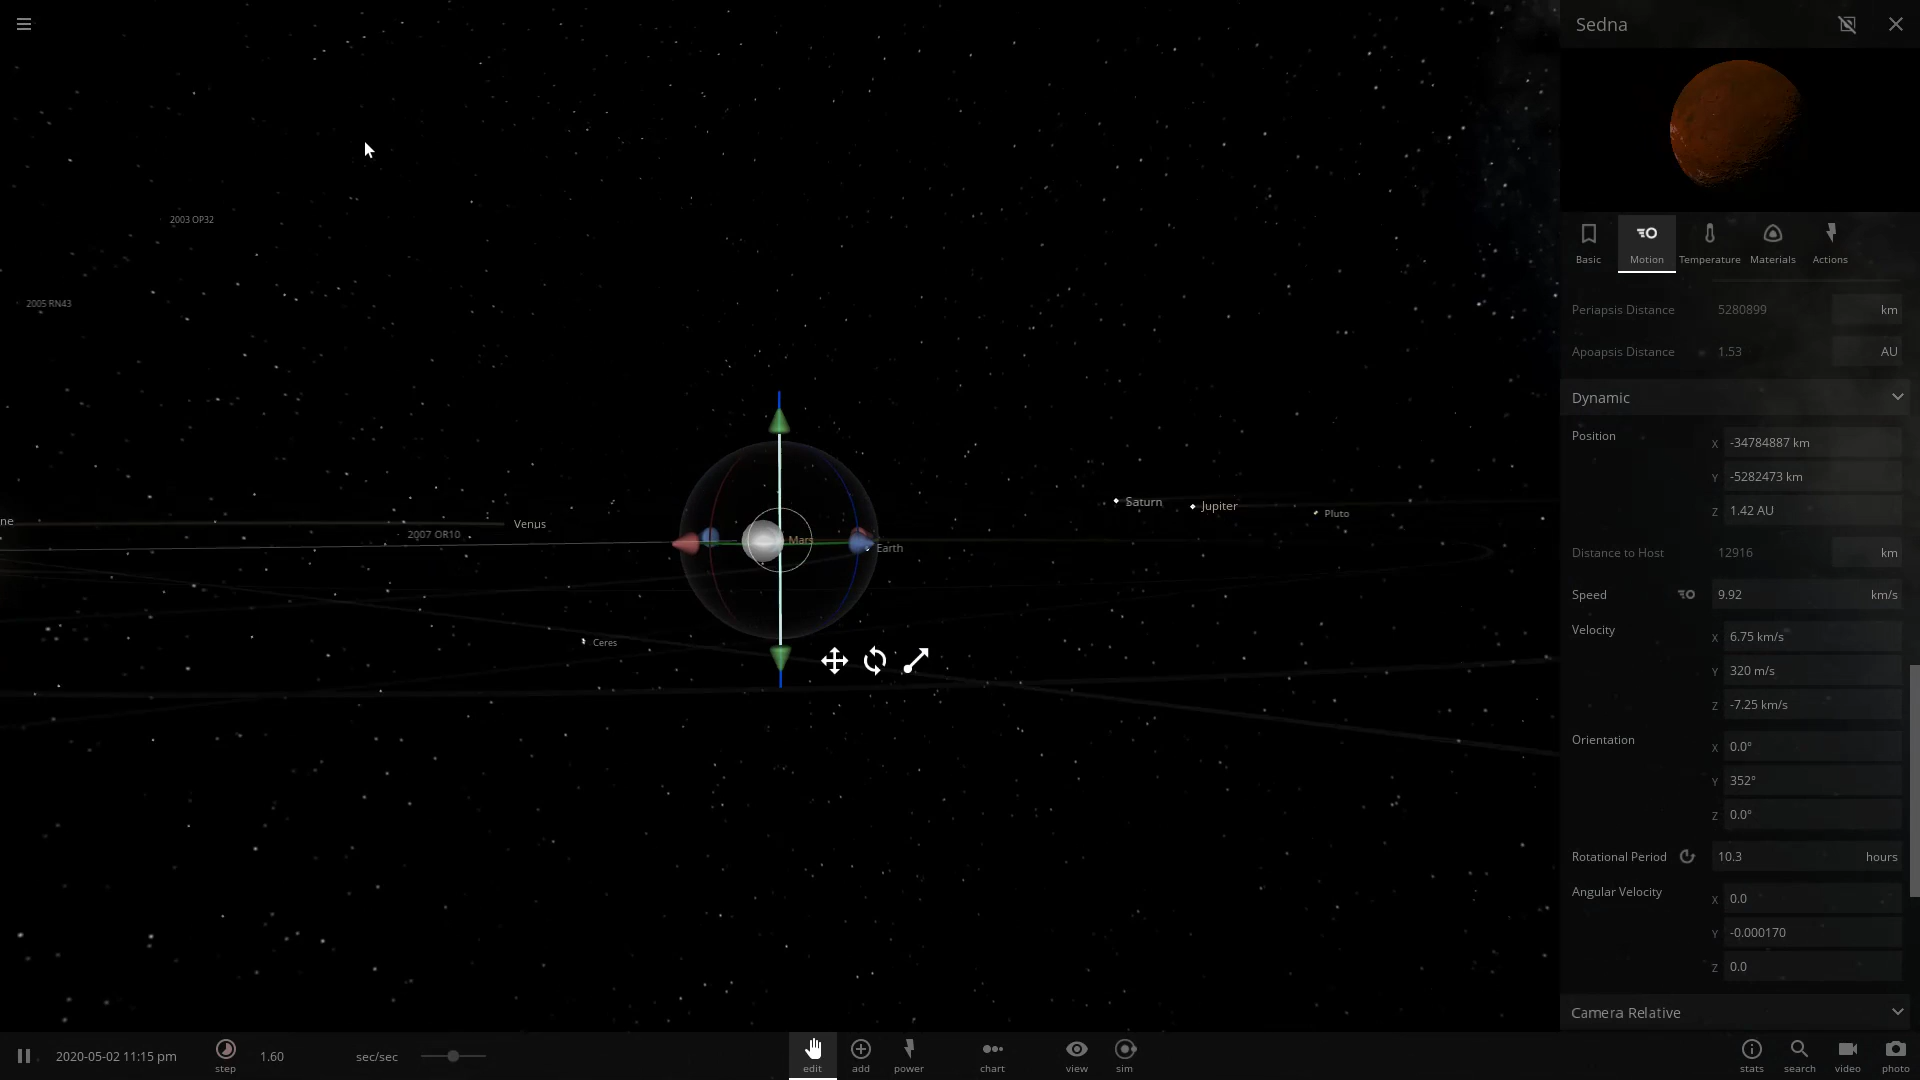 Sedna
Basic
Motion
Temperature
Materials
Actions
Periapsis Distance 5280899 km
Apoapsis Distance 1.53 AU
Dynamic
Position X -34784887 km
Y -5282473 km
Z 1.42 AU
Distance to Host 12916 km
Speed 9.92 km/s
Velocity X 6.75 km/s
Y 320 m/s
Z -7.25 km/s
Orientation X 0.0°
Y 352°
Z 0.0°
Rotational Period 10.3 hours
Angular Velocity X 0.0
Y -0.000170
Z 0.0
Camera Relative
2003 OP32
2005 RN43
ne
Venus
2007 OR10
Mars
Earth
Saturn
Jupiter
Pluto
Ceres
2020-05-02 11:15 pm
step
1.60 sec/sec
edit
add
power
chart
view
sim
stats
search
video
photo